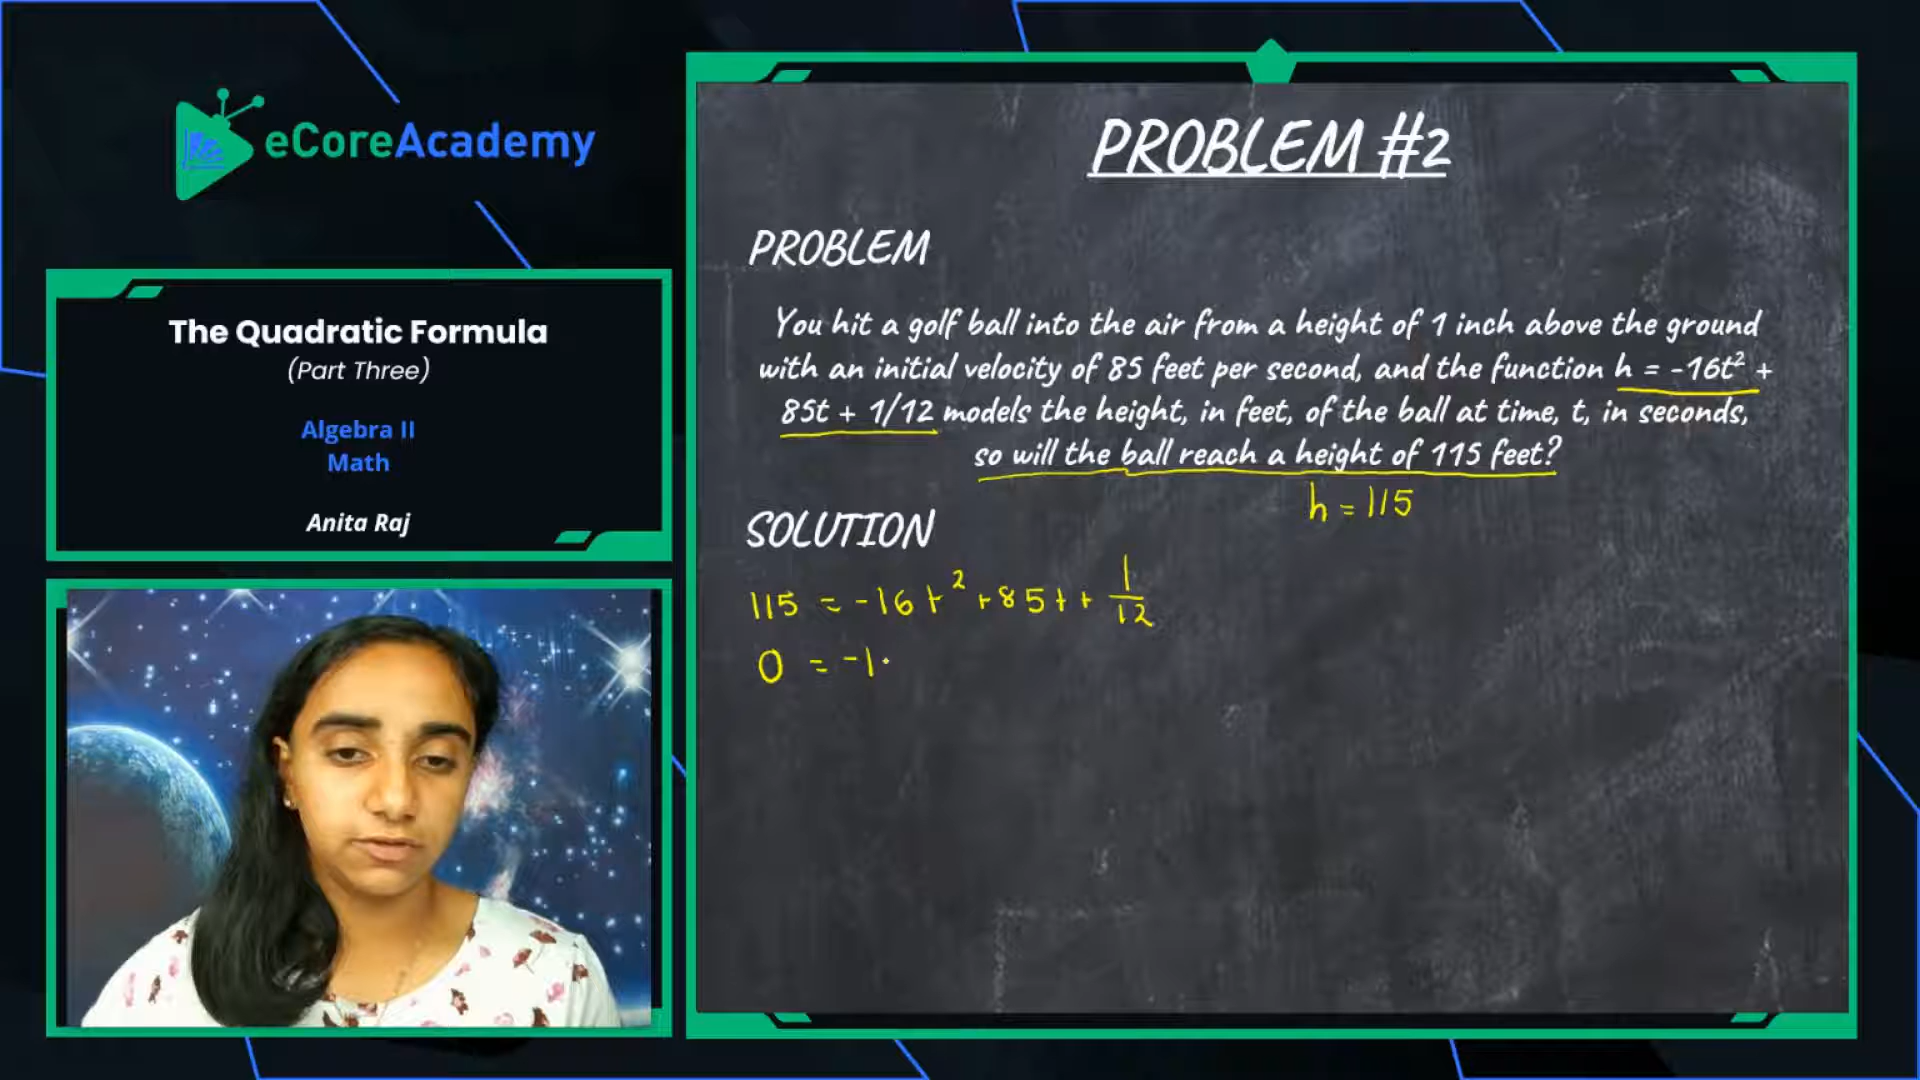 eCoreAcademy
The Quadratic Formula
(Part Three)
Algebra II
Math
Anita Raj
PROBLEM #2
PROBLEM
You hit a golf ball into the air from a height of 1 inch above the ground
with an initial velocity of 85 feet per second, and the function h = -16t² +
85t + 1/12 models the height, in feet, of the ball at time, t, in seconds,
so will the ball reach a height of 115 feet?
h = 115
SOLUTION
115 = -16t² + 85t + 1/12
0 = -1